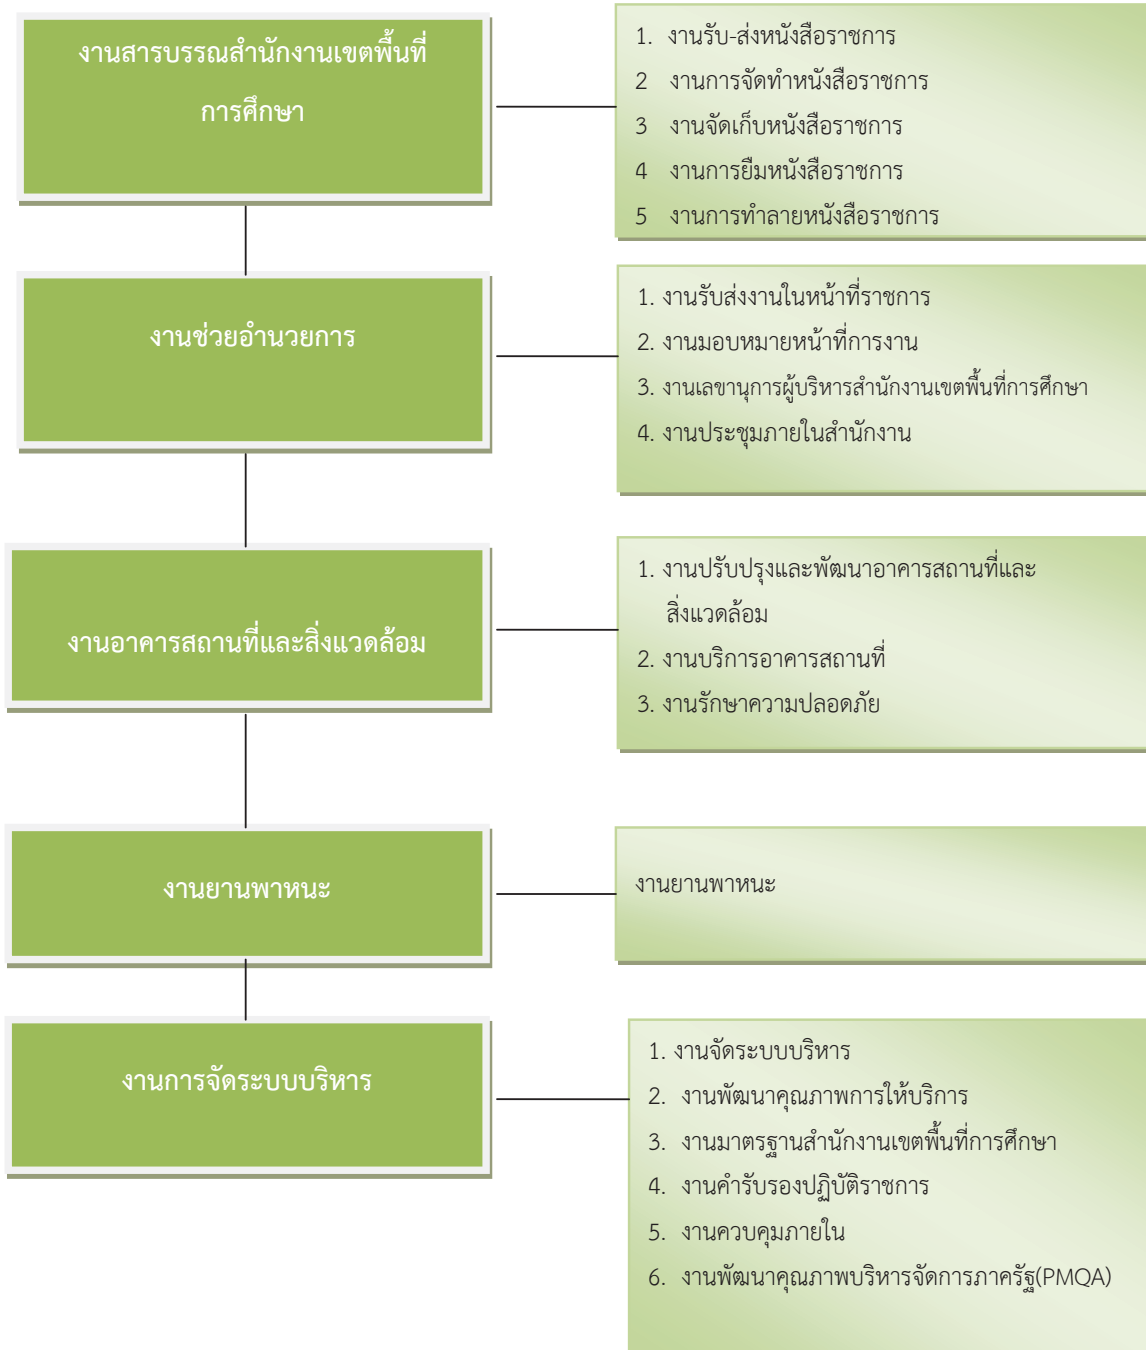 งานสารบรรณสำนักงานเขตพื้นที่
การศึกษา
1. งานรับ-ส่งหนังสือราชการ
2 งานการจัดทำหนังสือราชการ
3 งานจัดเก็บหนังสือราชการ
4 งานการยืมหนังสือราชการ
5 งานการทำลายหนังสือราชการ
งานช่วยอำนวยการ
1. งานรับส่งงานในหน้าที่ราชการ
2. งานมอบหมายหน้าที่การงาน
3. งานเลขานุการผู้บริหารสำนักงานเขตพื้นที่การศึกษา
4. งานประชุมภายในสำนักงาน
งานอาคารสถานที่และสิ่งแวดล้อม
1. งานปรับปรุงและพัฒนาอาคารสถานที่และ
สิ่งแวดล้อม
2. งานบริการอาคารสถานที่
3. งานรักษาความปลอดภัย
งานยานพาหนะ
งานยานพาหนะ
งานการจัดระบบบริหาร
1. งานจัดระบบบริหาร
2. งานพัฒนาคุณภาพการให้บริการ
3. งานมาตรฐานสำนักงานเขตพื้นที่การศึกษา
4. งานคำรับรองปฏิบัติราชการ
5. งานควบคุมภายใน
6. งานพัฒนาคุณภาพบริหารจัดการภาครัฐ(PMQA)